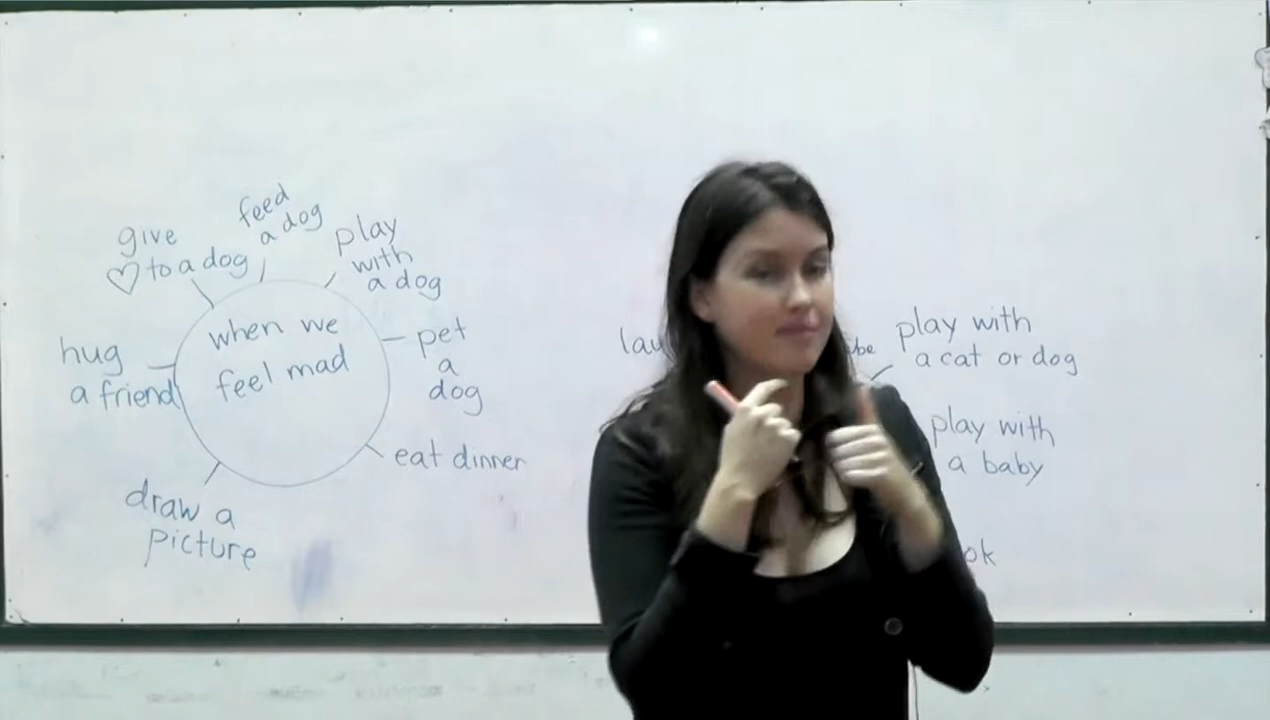 feed
a dog
give
♡ to a dog
play
with
a dog
when we
feel mad
pet
a
dog
hug
a friend
eat dinner
draw a
picture
play with
a cat or dog
play with
a baby